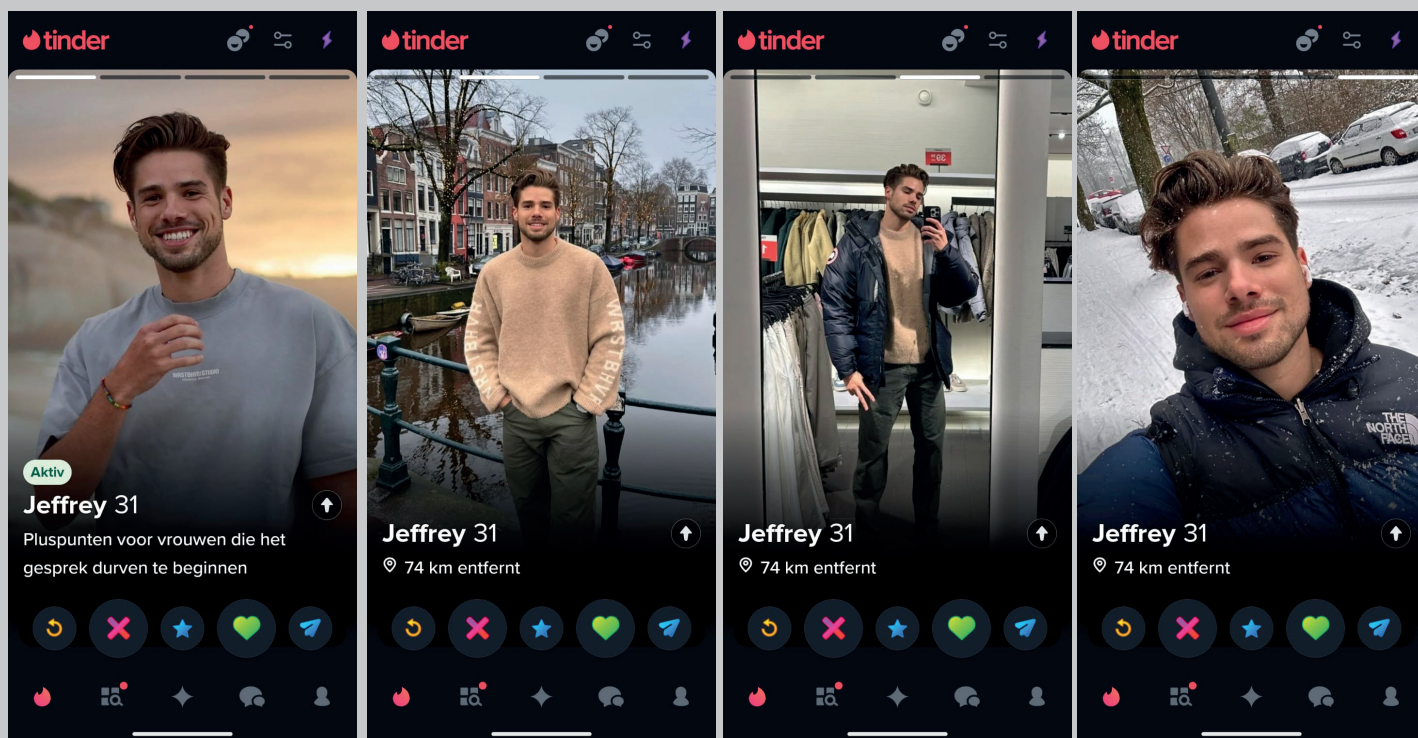 tinder
Aktiv
Jeffrey 31
Pluspunten voor vrouwen die het
gesprek durven te beginnen
tinder
WRSTBHVR
Jeffrey 31
74 km entfernt
tinder
Jeffrey 31
74 km entfernt
tinder
THE
NORTH
FACE
Jeffrey 31
74 km entfernt